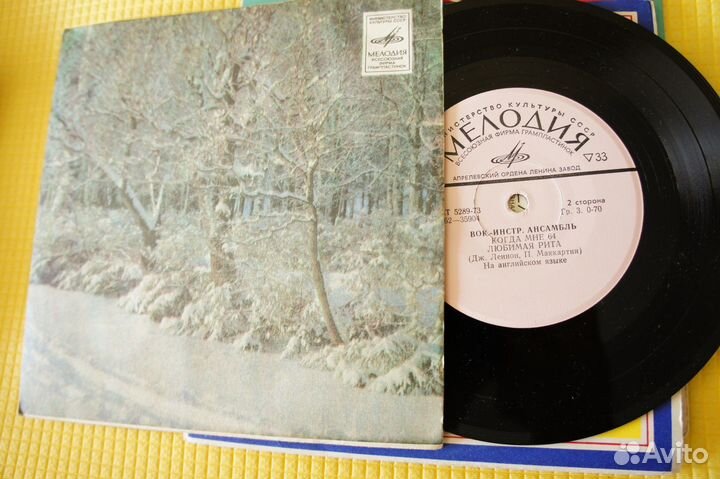 МИНИСТЕРСТВО
КУЛЬТУРЫ СССР
МЕЛОДИЯ
ВСЕСОЮЗНАЯ
ФИРМА
ГРАМПЛАСТИНОК
МИНИСТЕРСТВО КУЛЬТУРЫ СССР
МЕЛОДИЯ
ВСЕСОЮЗНАЯ ФИРМА ГРАМПЛАСТИНОК
33
АПРЕЛЕВСКИЙ ОРДЕНА ЛЕНИНА ЗАВОД
Т 5289-73
2 сторона
62—35904
Гр. 3. 0-70
ВОК.-ИНСТР. АНСАМБЛЬ
КОГДА МНЕ 64
ЛЮБИМАЯ РИТА
(Дж. Леннон, П. Маккартни)
На английском языке
Avito